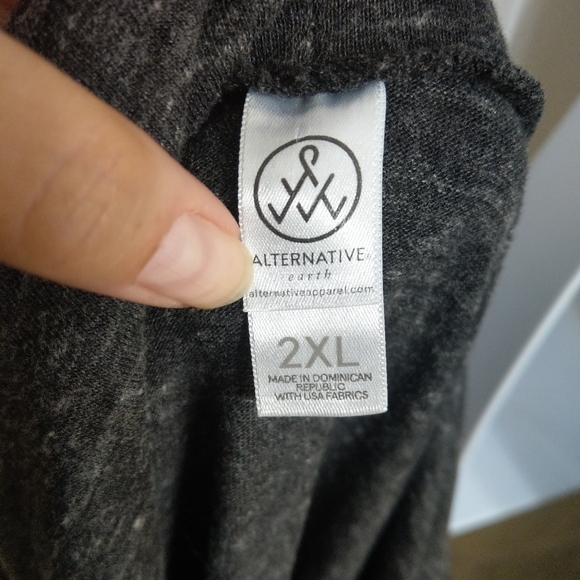 ALTERNATIVE®
earth
alternativeapparel.com
2XL
MADE IN DOMINICAN
REPUBLIC
WITH USA FABRICS